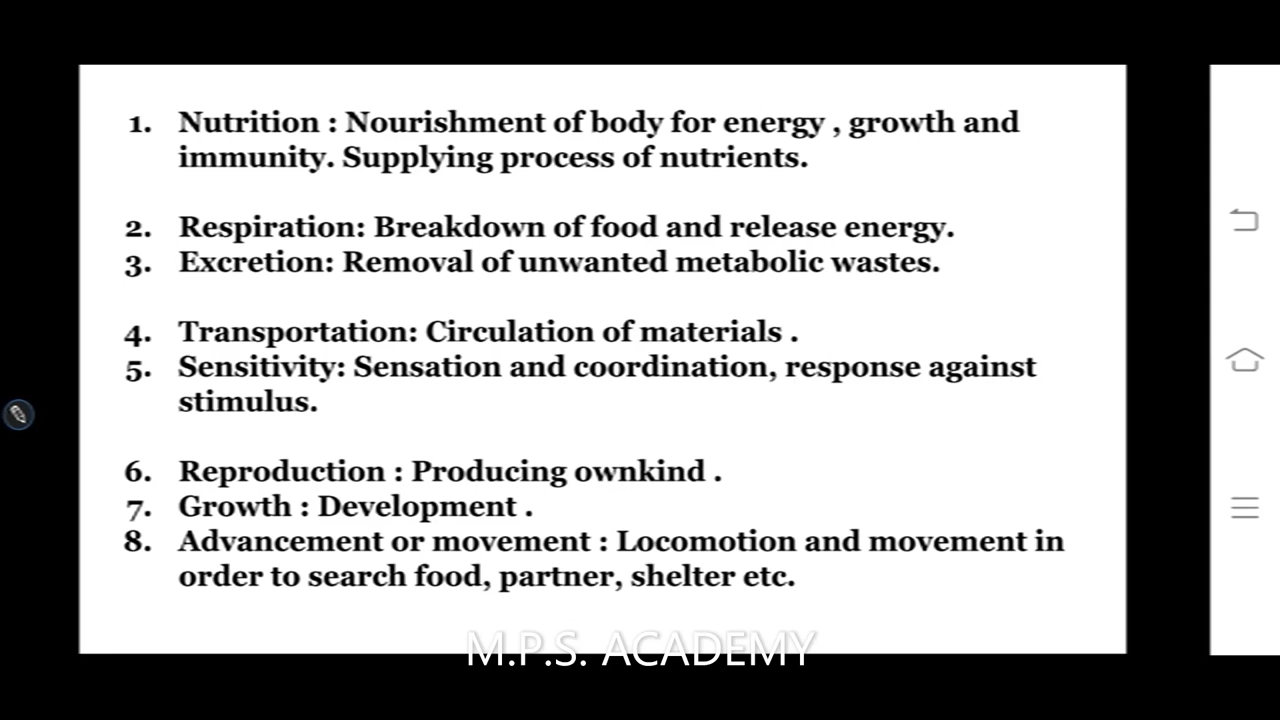 1. Nutrition : Nourishment of body for energy , growth and
immunity. Supplying process of nutrients.
2. Respiration: Breakdown of food and release energy.
3. Excretion: Removal of unwanted metabolic wastes.
4. Transportation: Circulation of materials .
5. Sensitivity: Sensation and coordination, response against
stimulus.
6. Reproduction : Producing ownkind .
7. Growth : Development .
8. Advancement or movement : Locomotion and movement in
order to search food, partner, shelter etc.
M.P.S. ACADEMY